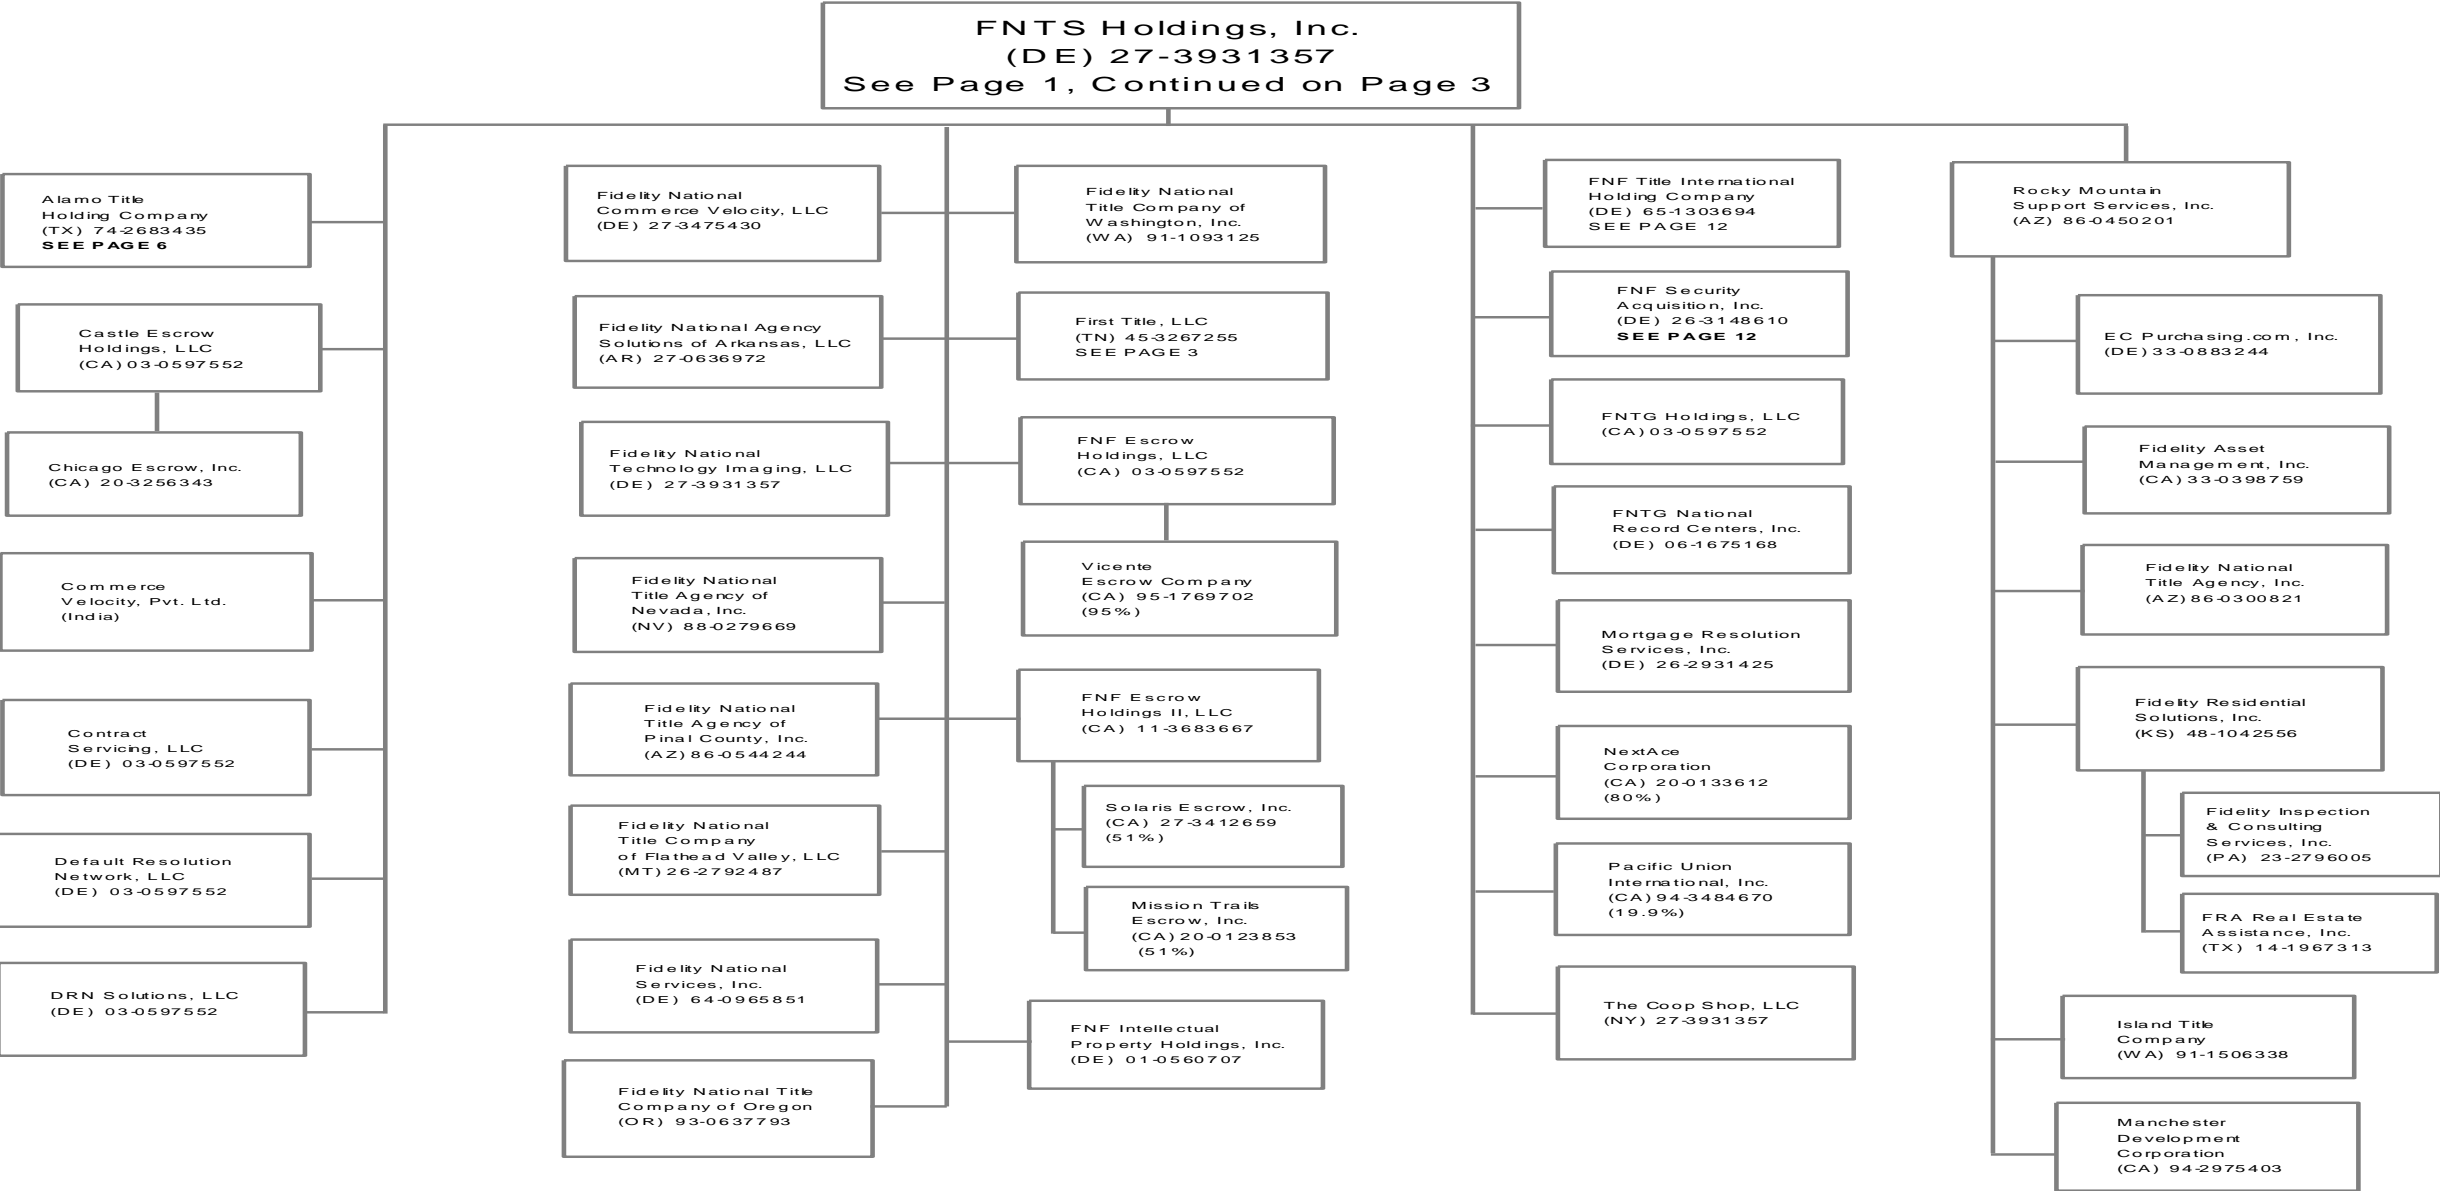 FNTS Holdings, Inc.
(DE) 27-3931357
See Page 1, Continued on Page 3
Alamo Title
Holding Company
(TX) 74-2683435
SEE PAGE 6
Castle Escrow
Holdings, LLC
(CA) 03-0597552
Chicago Escrow, Inc.
(CA) 20-3256343
Commerce
Velocity, Pvt. Ltd.
(India)
Contract
Servicing, LLC
(DE) 03-0597552
Default Resolution
Network, LLC
(DE) 03-0597552
DRN Solutions, LLC
(DE) 03-0597552
Fidelity National
Commerce Velocity, LLC
(DE) 27-3475430
Fidelity National Agency
Solutions of Arkansas, LLC
(AR) 27-0636972
Fidelity National
Technology Imaging, LLC
(DE) 27-3931357
Fidelity National
Title Agency of
Nevada, Inc.
(NV) 88-0279669
Fidelity National
Title Agency of
Pinal County, Inc.
(AZ) 86-0544244
Fidelity National
Title Company
of Flathead Valley, LLC
(MT) 26-2792487
Fidelity National
Services, Inc.
(DE) 64-0965851
Fidelity National Title
Company of Oregon
(OR) 93-0637793
Fidelity National
Title Company of
Washington, Inc.
(WA) 91-1093125
First Title, LLC
(TN) 45-3267255
SEE PAGE 3
FNF Escrow
Holdings, LLC
(CA) 03-0597552
Vicente
Escrow Company
(CA) 95-1769702
(95%)
FNF Escrow
Holdings II, LLC
(CA) 11-3683667
Solaris Escrow, Inc.
(CA) 27-3412659
(51%)
Mission Trails
Escrow, Inc.
(CA) 20-0123853
(51%)
FNF Intellectual
Property Holdings, Inc.
(DE) 01-0560707
FNF Title International
Holding Company
(DE) 65-1303694
SEE PAGE 12
FNF Security
Acquisition, Inc.
(DE) 26-3148610
SEE PAGE 12
FNTG Holdings, LLC
(CA) 03-0597552
FNTG National
Record Centers, Inc.
(DE) 06-1675168
Mortgage Resolution
Services, Inc.
(DE) 26-2931425
NextAce
Corporation
(CA) 20-0133612
(80%)
Pacific Union
International, Inc.
(CA) 94-3484670
(19.9%)
The Coop Shop, LLC
(NY) 27-3931357
Rocky Mountain
Support Services, Inc.
(AZ) 86-0450201
EC Purchasing.com, Inc.
(DE) 33-0883244
Fidelity Asset
Management, Inc.
(CA) 33-0398759
Fidelity National
Title Agency, Inc.
(AZ) 86-0300821
Fidelity Residential
Solutions, Inc.
(KS) 48-1042556
Fidelity Inspection
& Consulting
Services, Inc.
(PA) 23-2796005
FRA Real Estate
Assistance, Inc.
(TX) 14-1967313
Island Title
Company
(WA) 91-1506338
Manchester
Development
Corporation
(CA) 94-2975403